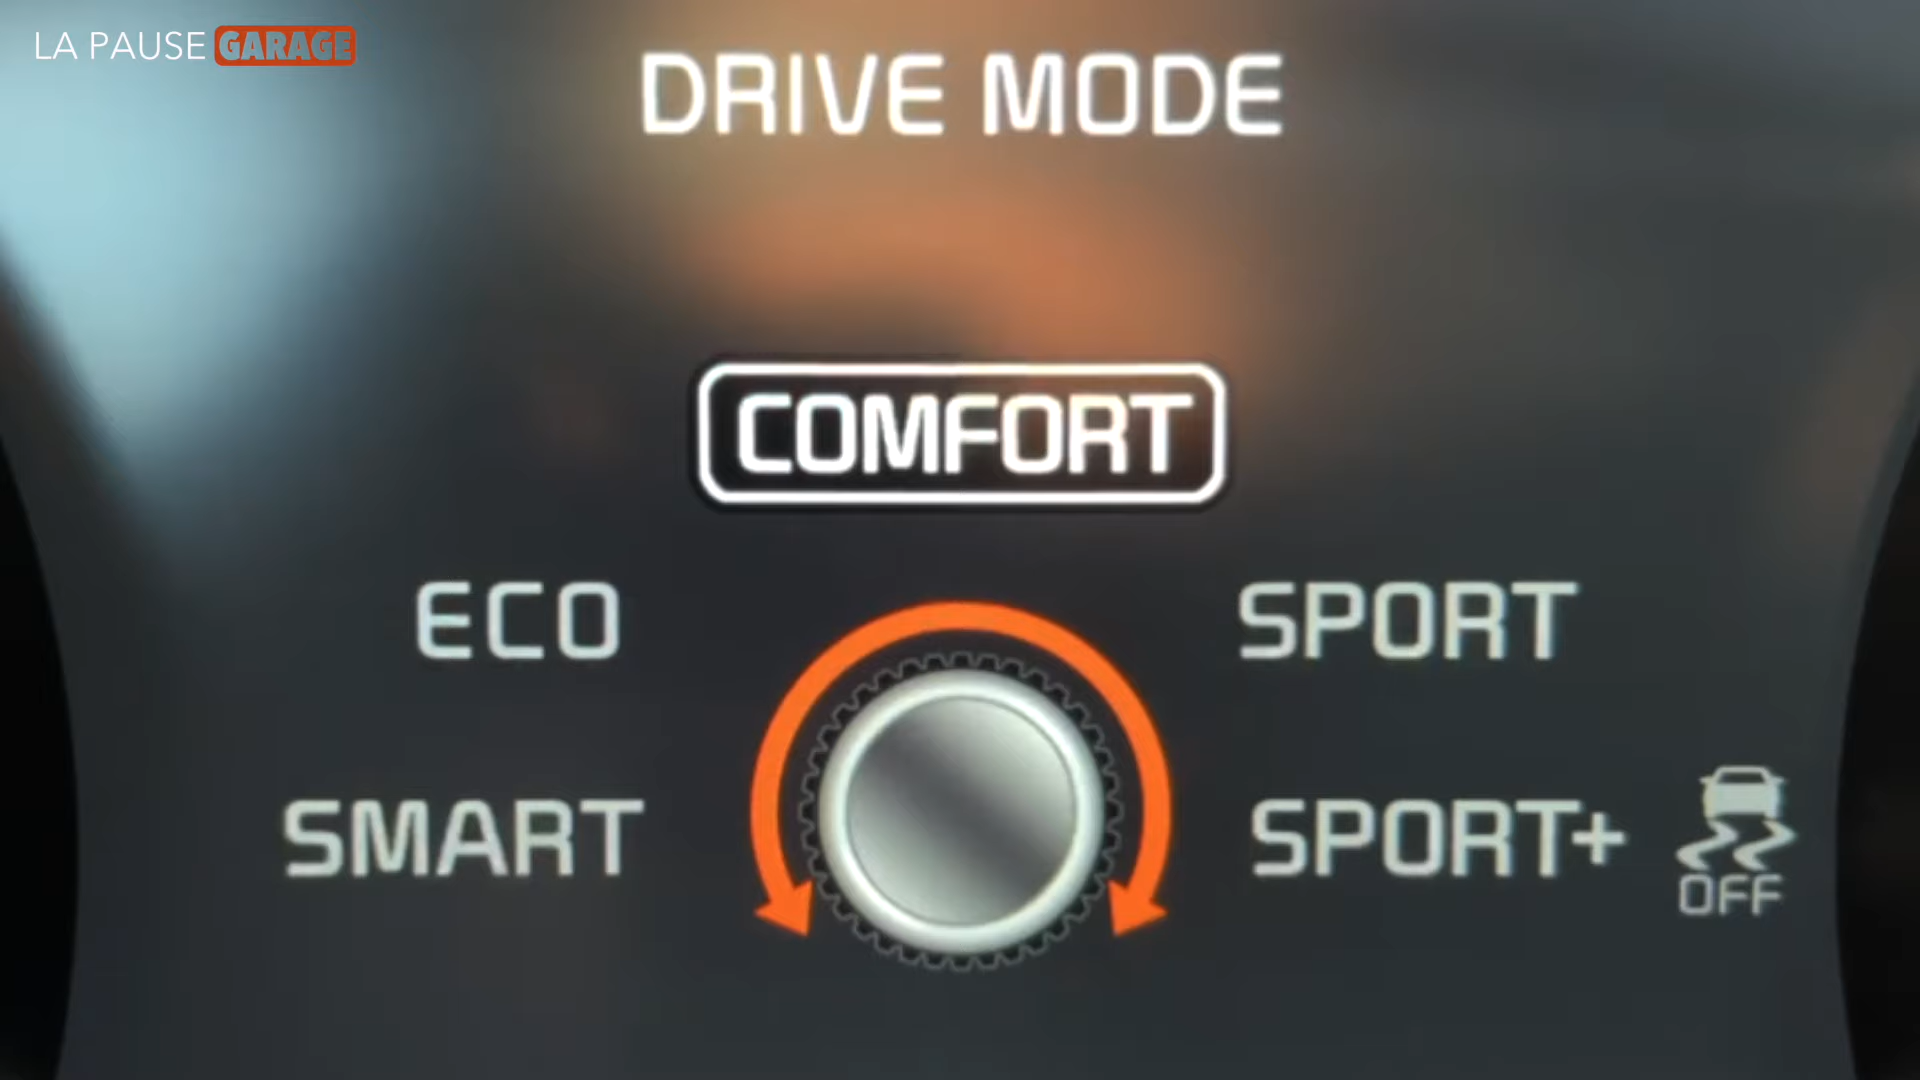 LA PAUSE GARAGE
DRIVE MODE
COMFORT
ECO
SPORT
SMART
SPORT+
OFF